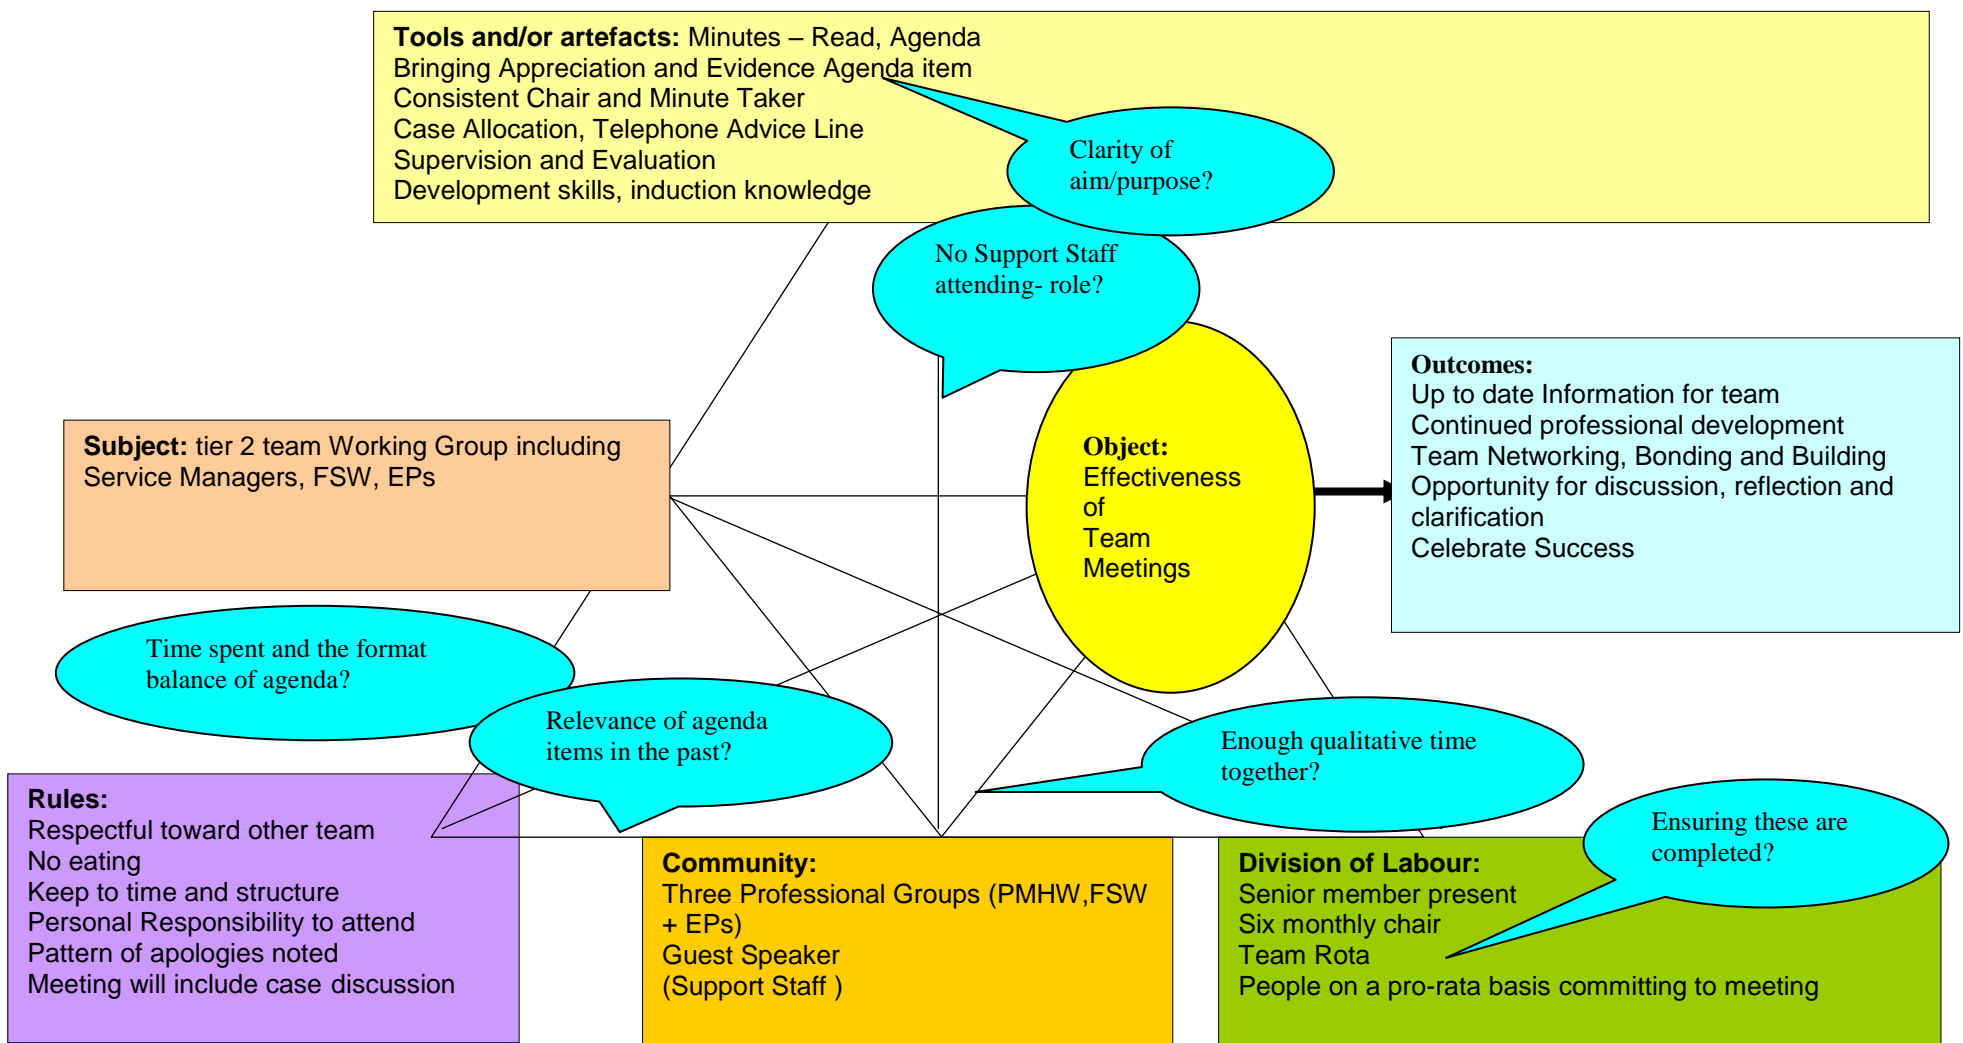 Tools and/or artefacts: Minutes – Read, Agenda
Bringing Appreciation and Evidence Agenda item
Consistent Chair and Minute Taker
Case Allocation, Telephone Advice Line
Supervision and Evaluation
Development skills, induction knowledge
Clarity of
aim/purpose?
No Support Staff
attending- role?
Outcomes:
Up to date Information for team
Continued professional development
Team Networking, Bonding and Building
Opportunity for discussion, reflection and
clarification
Celebrate Success
Subject: tier 2 team Working Group including
Service Managers, FSW, EPs
Object:
Effectiveness
of
Team
Meetings
Time spent and the format
balance of agenda?
Relevance of agenda
items in the past?
Enough qualitative time
together?
Ensuring these are
completed?
Rules:
Respectful toward other team
No eating
Keep to time and structure
Personal Responsibility to attend
Pattern of apologies noted
Meeting will include case discussion
Community:
Three Professional Groups (PMHW,FSW
+ EPs)
Guest Speaker
(Support Staff )
Division of Labour:
Senior member present
Six monthly chair
Team Rota
People on a pro-rata basis committing to meeting